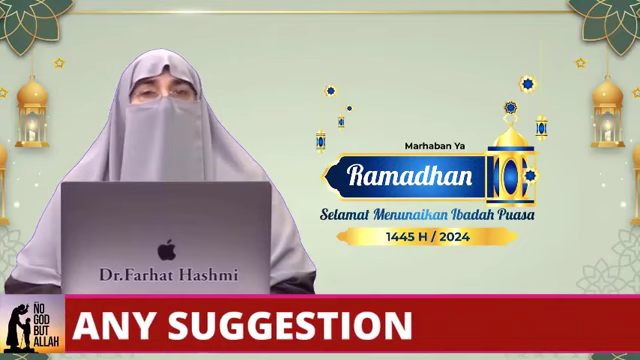 Marhaban Ya
Ramadhan
Selamat Menunaikan Ibadah Puasa
1445 H / 2024
Dr.Farhat Hashmi
NO
GOD
BUT
ALLAH
ANY SUGGESTION